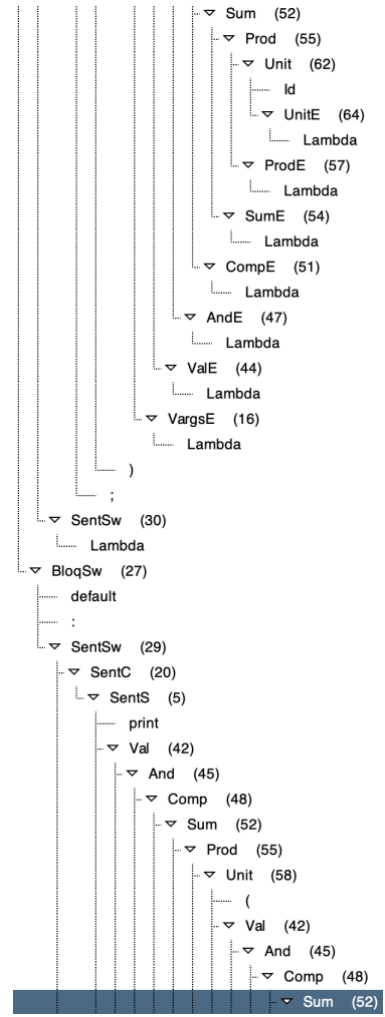 Sum (52)
Prod (55)
Unit (62)
Id
UnitE (64)
Lambda
ProdE (57)
Lambda
SumE (54)
Lambda
CompE (51)
Lambda
AndE (47)
Lambda
ValE (44)
Lambda
VargsE (16)
Lambda
)
;
SentSw (30)
Lambda
BloqSw (27)
default
:
SentSw (29)
SentC (20)
SentS (5)
print
Val (42)
And (45)
Comp (48)
Sum (52)
Prod (55)
Unit (58)
(
Val (42)
And (45)
Comp (48)
Sum (52)